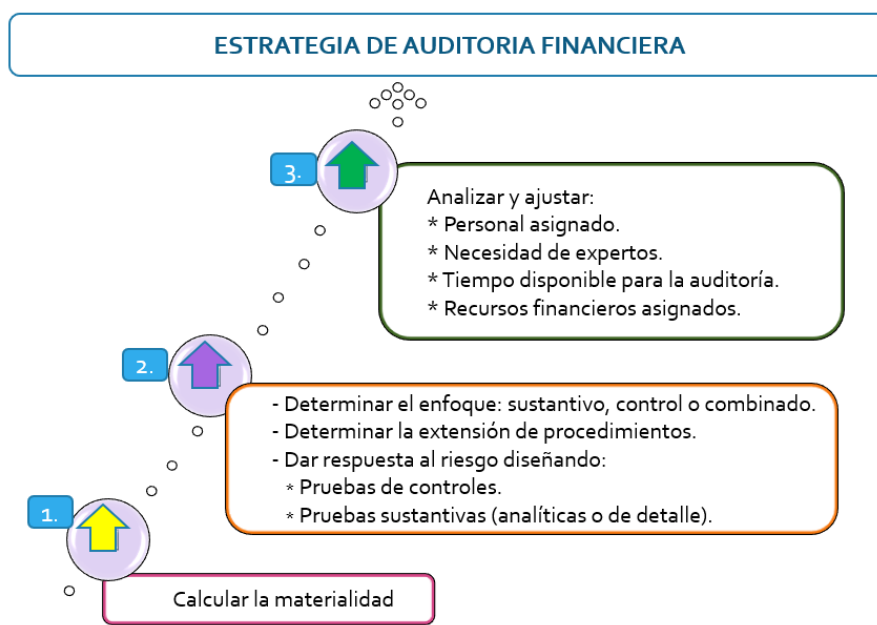 ESTRATEGIA DE AUDITORIA FINANCIERA
3.
Analizar y ajustar:
* Personal asignado.
* Necesidad de expertos.
* Tiempo disponible para la auditoría.
* Recursos financieros asignados.
2.
- Determinar el enfoque: sustantivo, control o combinado.
- Determinar la extensión de procedimientos.
- Dar respuesta al riesgo diseñando:
* Pruebas de controles.
* Pruebas sustantivas (analíticas o de detalle).
1.
Calcular la materialidad